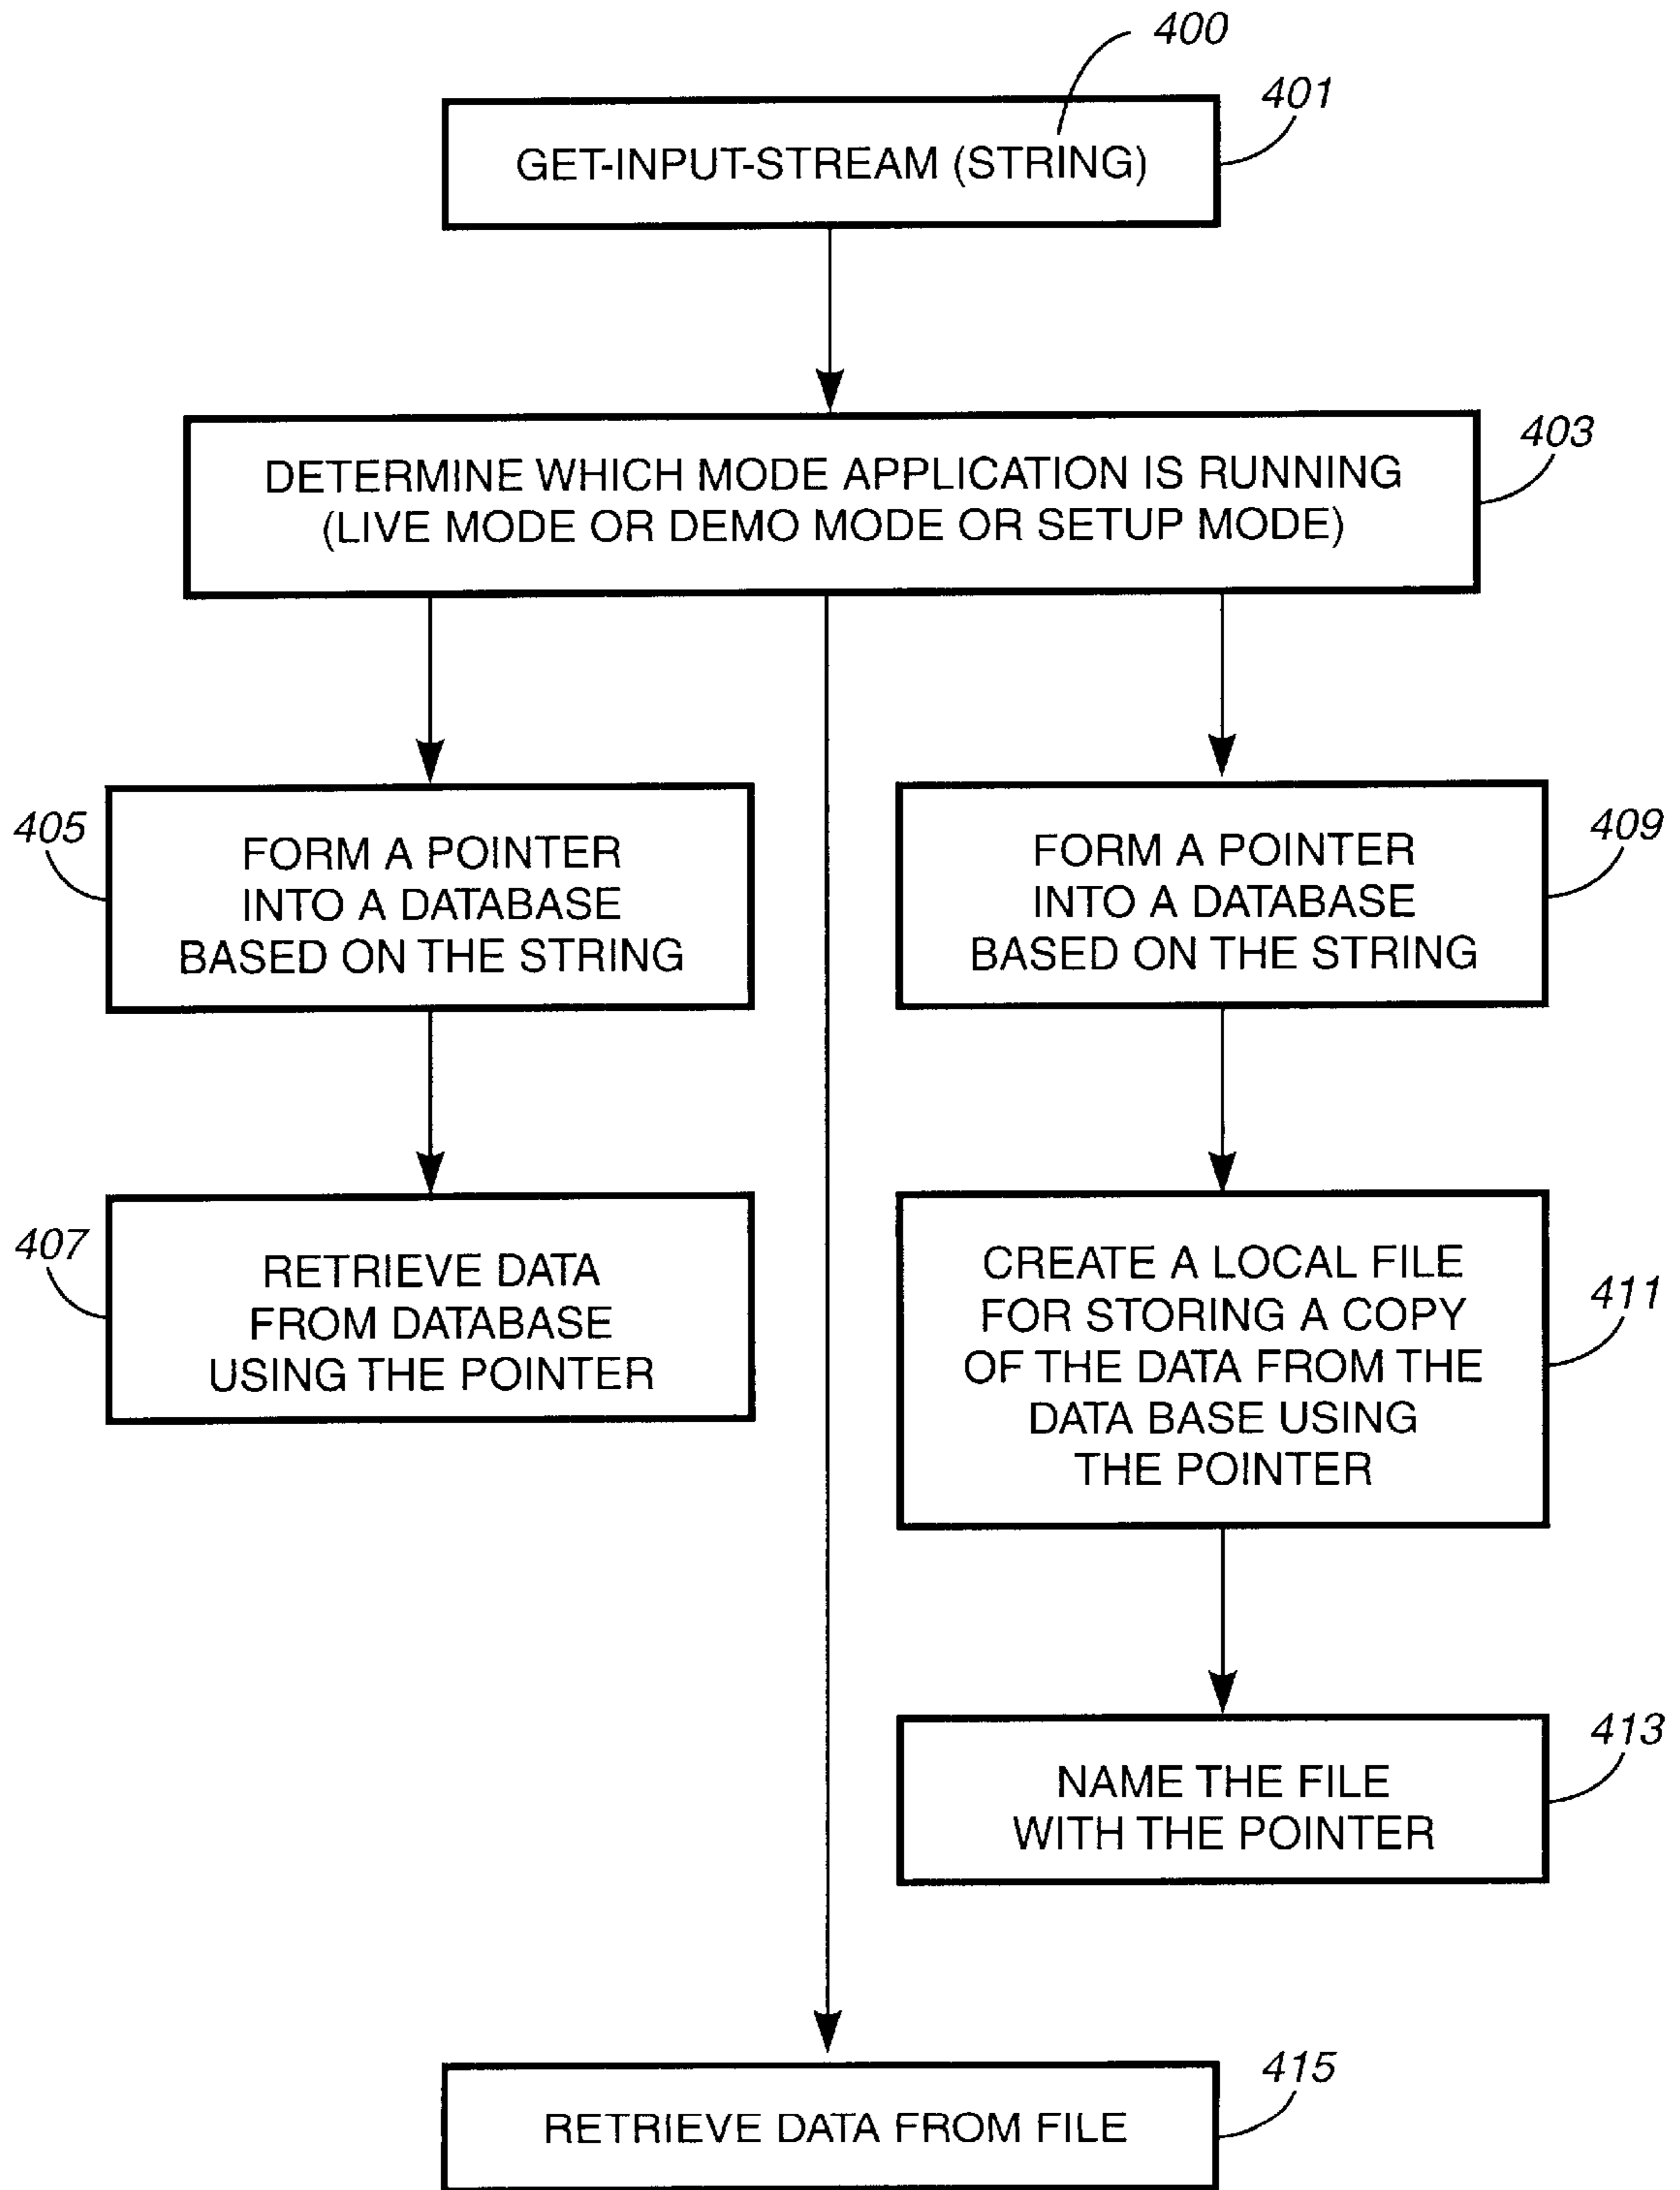 400
401
GET-INPUT-STREAM (STRING)
403
DETERMINE WHICH MODE APPLICATION IS RUNNING
(LIVE MODE OR DEMO MODE OR SETUP MODE)
405
FORM A POINTER
INTO A DATABASE
BASED ON THE STRING
409
FORM A POINTER
INTO A DATABASE
BASED ON THE STRING
407
RETRIEVE DATA
FROM DATABASE
USING THE POINTER
411
CREATE A LOCAL FILE
FOR STORING A COPY
OF THE DATA FROM THE
DATA BASE USING
THE POINTER
413
NAME THE FILE
WITH THE POINTER
415
RETRIEVE DATA FROM FILE